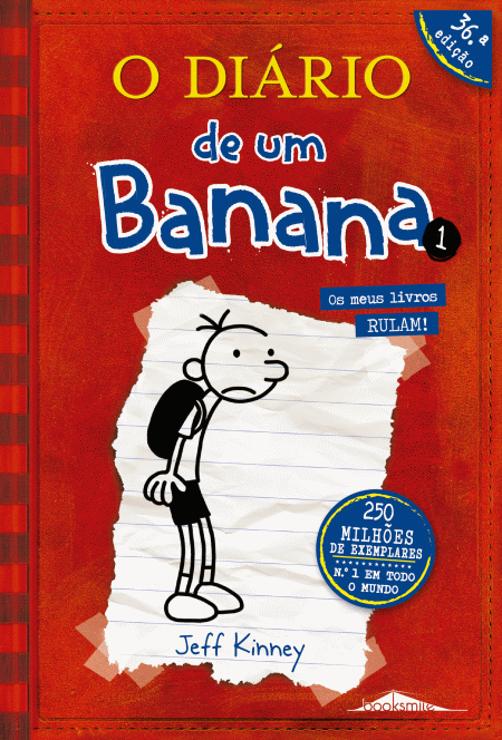 36.ª
edição
O DIÁRIO
de um
Banana
1
Os meus livros
RULAM!
250
MILHÕES
DE EXEMPLARES
N.º 1 EM TODO
O MUNDO
Jeff Kinney
booksmile